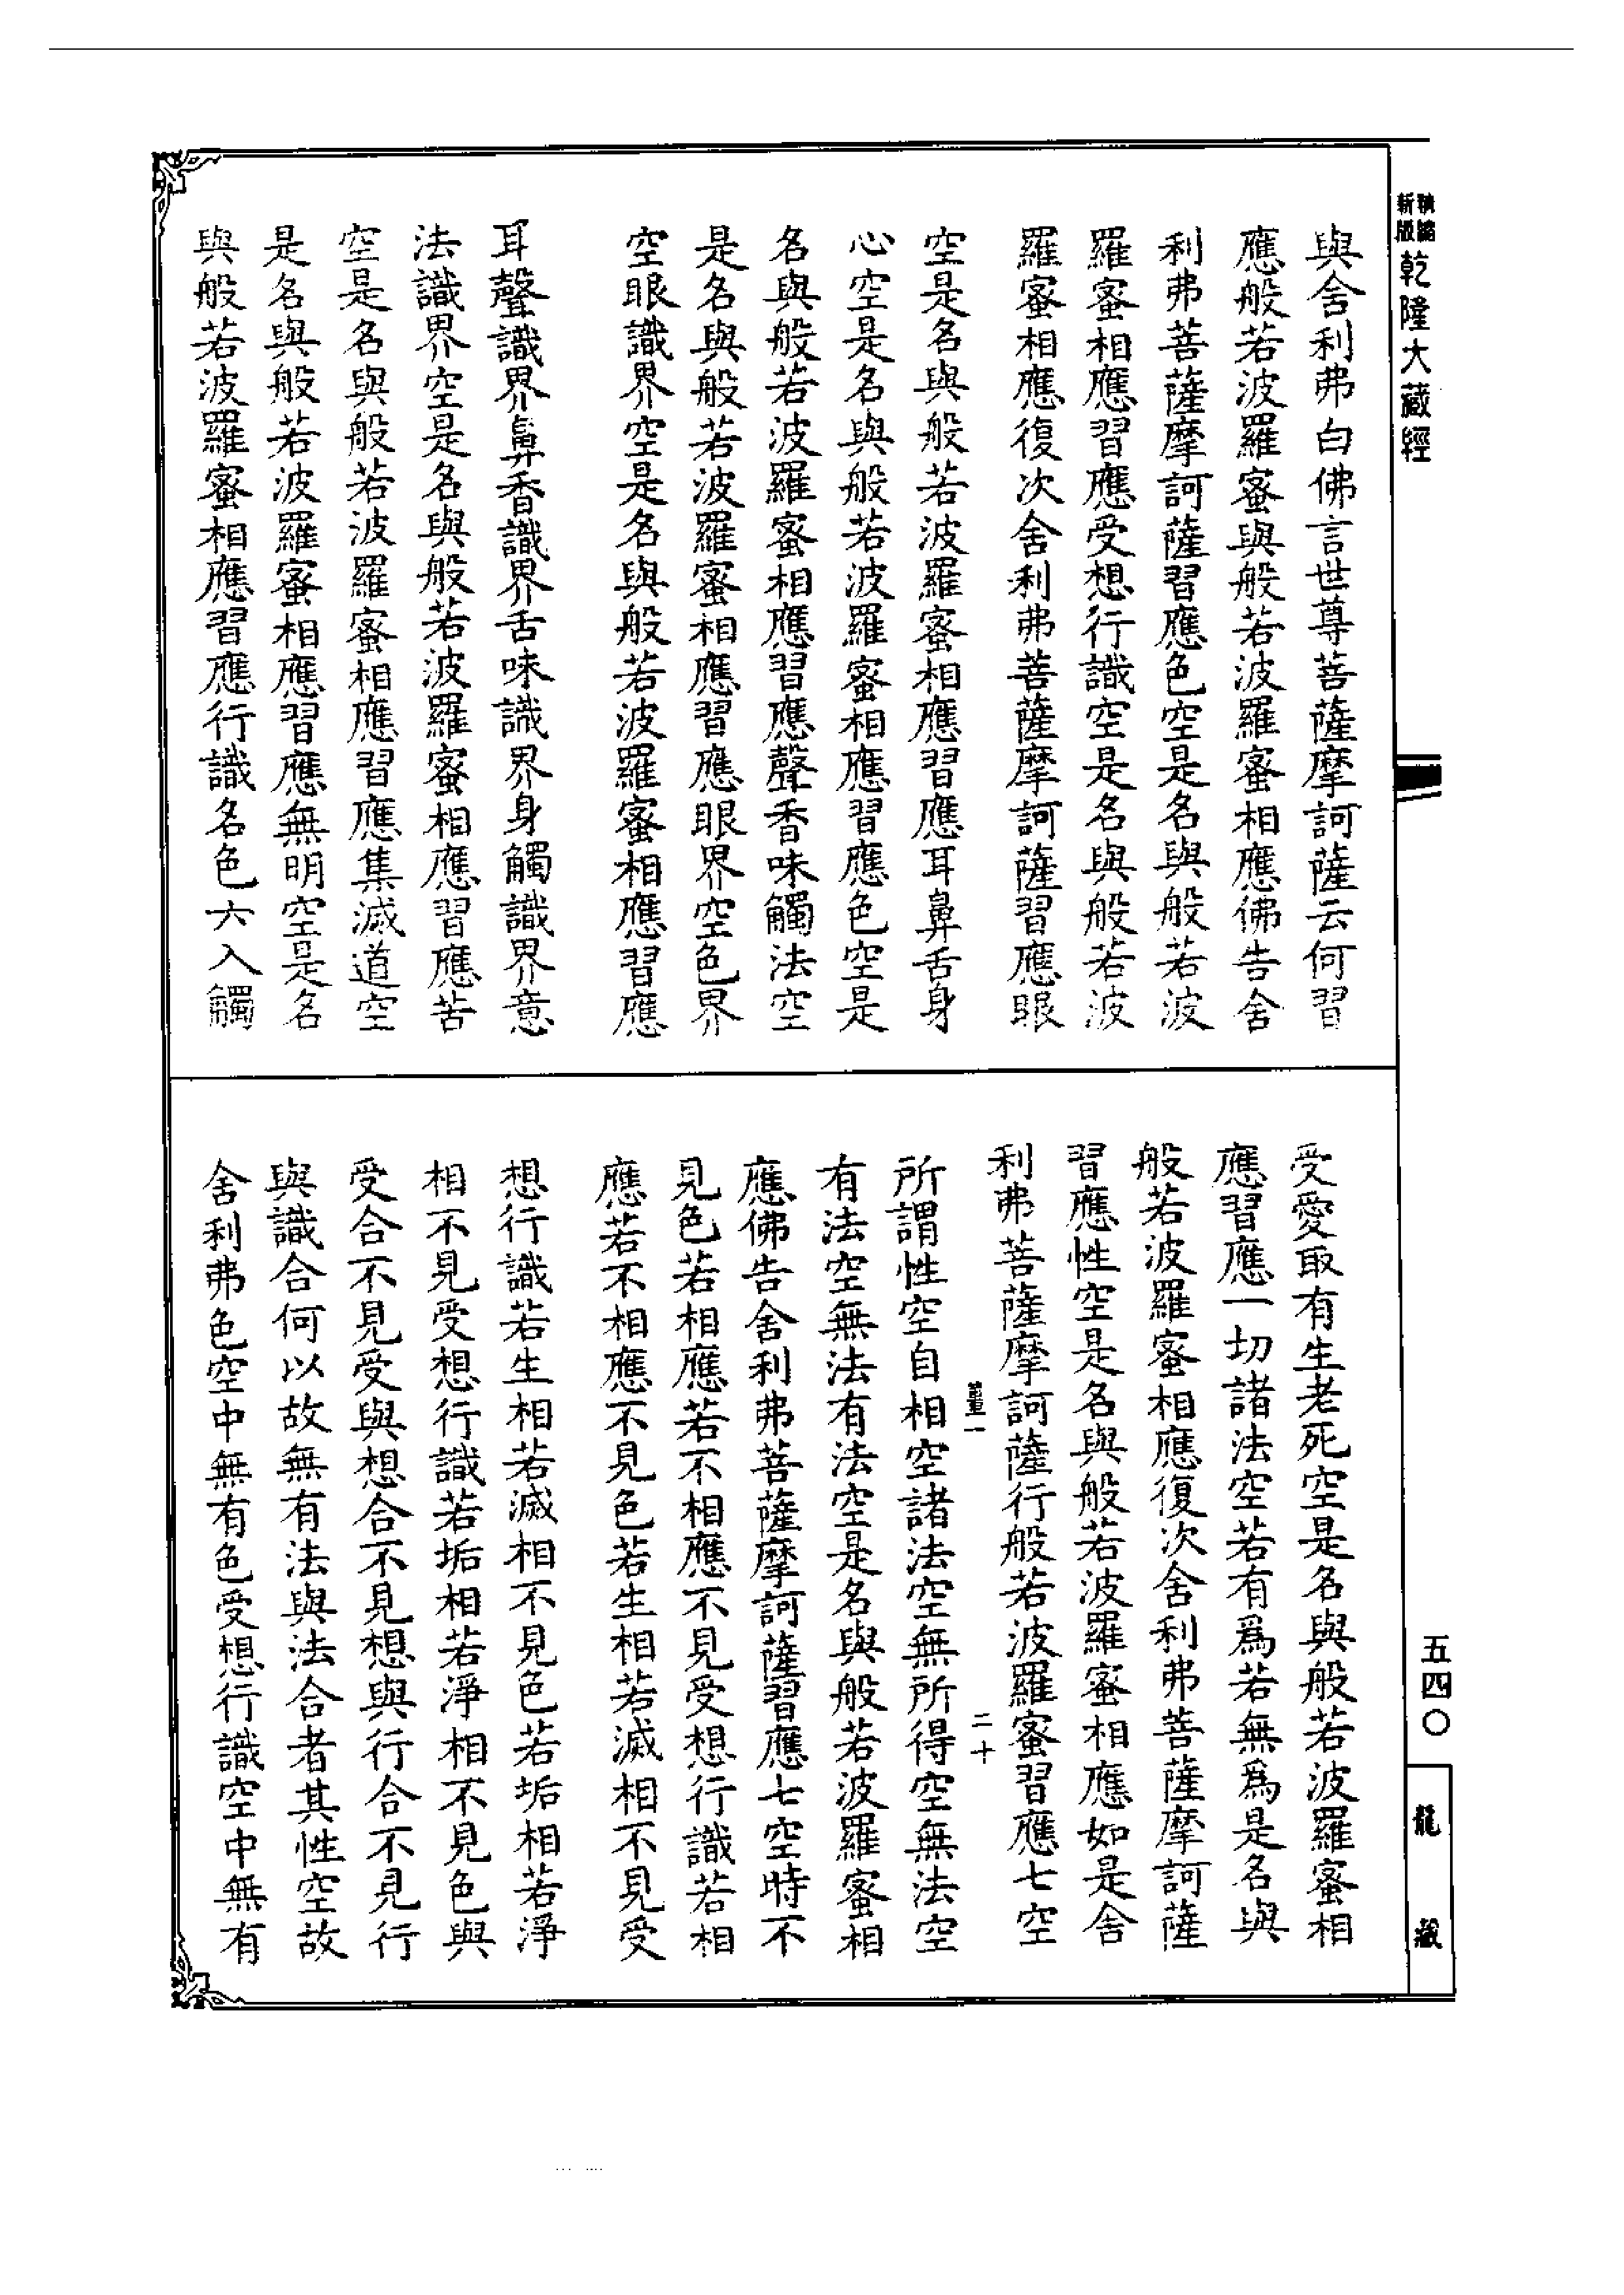 精縮新版乾隆大藏經
與舍利弗白佛言世尊菩薩摩訶薩云何習
應般若波羅蜜與般若波羅蜜相應佛告舍
利弗菩薩摩訶薩習應色空是名與般若波
羅蜜相應習應受想行識空是名與般若波
羅蜜相應復次舍利弗菩薩摩訶薩習應眼
空是名與般若波羅蜜相應習應耳鼻舌身
心空是名與般若波羅蜜相應習應色空是
名與般若波羅蜜相應習應聲香味觸法空
是名與般若波羅蜜相應習應眼界空色界
空眼識界空是名與般若波羅蜜相應習應
耳聲識界鼻香識界舌味識界身觸識界意
法識界空是名與般若波羅蜜相應習應苦
空是名與般若波羅蜜相應習應集滅道空
是名與般若波羅蜜相應習應無明空是名
與般若波羅蜜相應習應行識名色六入觸
受愛取有生老死空是名與般若波羅蜜相
應習應一切諸法空若有為若無為是名與
般若波羅蜜相應復次舍利弗菩薩摩訶薩
習應性空是名與般若波羅蜜相應如是舍
利弗菩薩摩訶薩行般若波羅蜜習應七空
二十
所謂性空自相空諸法空無所得空無法空
有法空無法有法空是名與般若波羅蜜相
應佛告舍利弗菩薩摩訶薩習應七空時不
見色若相應若不相應不見受想行識若相
應若不相應不見色若生相若滅相不見受
想行識若生相若滅相不見色若垢相若淨
相不見受想行識若垢相若淨相不見色與
受合不見受與想合不見想與行合不見行
與識合何以故無有法與法合者其性空故
舍利弗色空中無有色受想行識空中無有
五四〇
龍藏